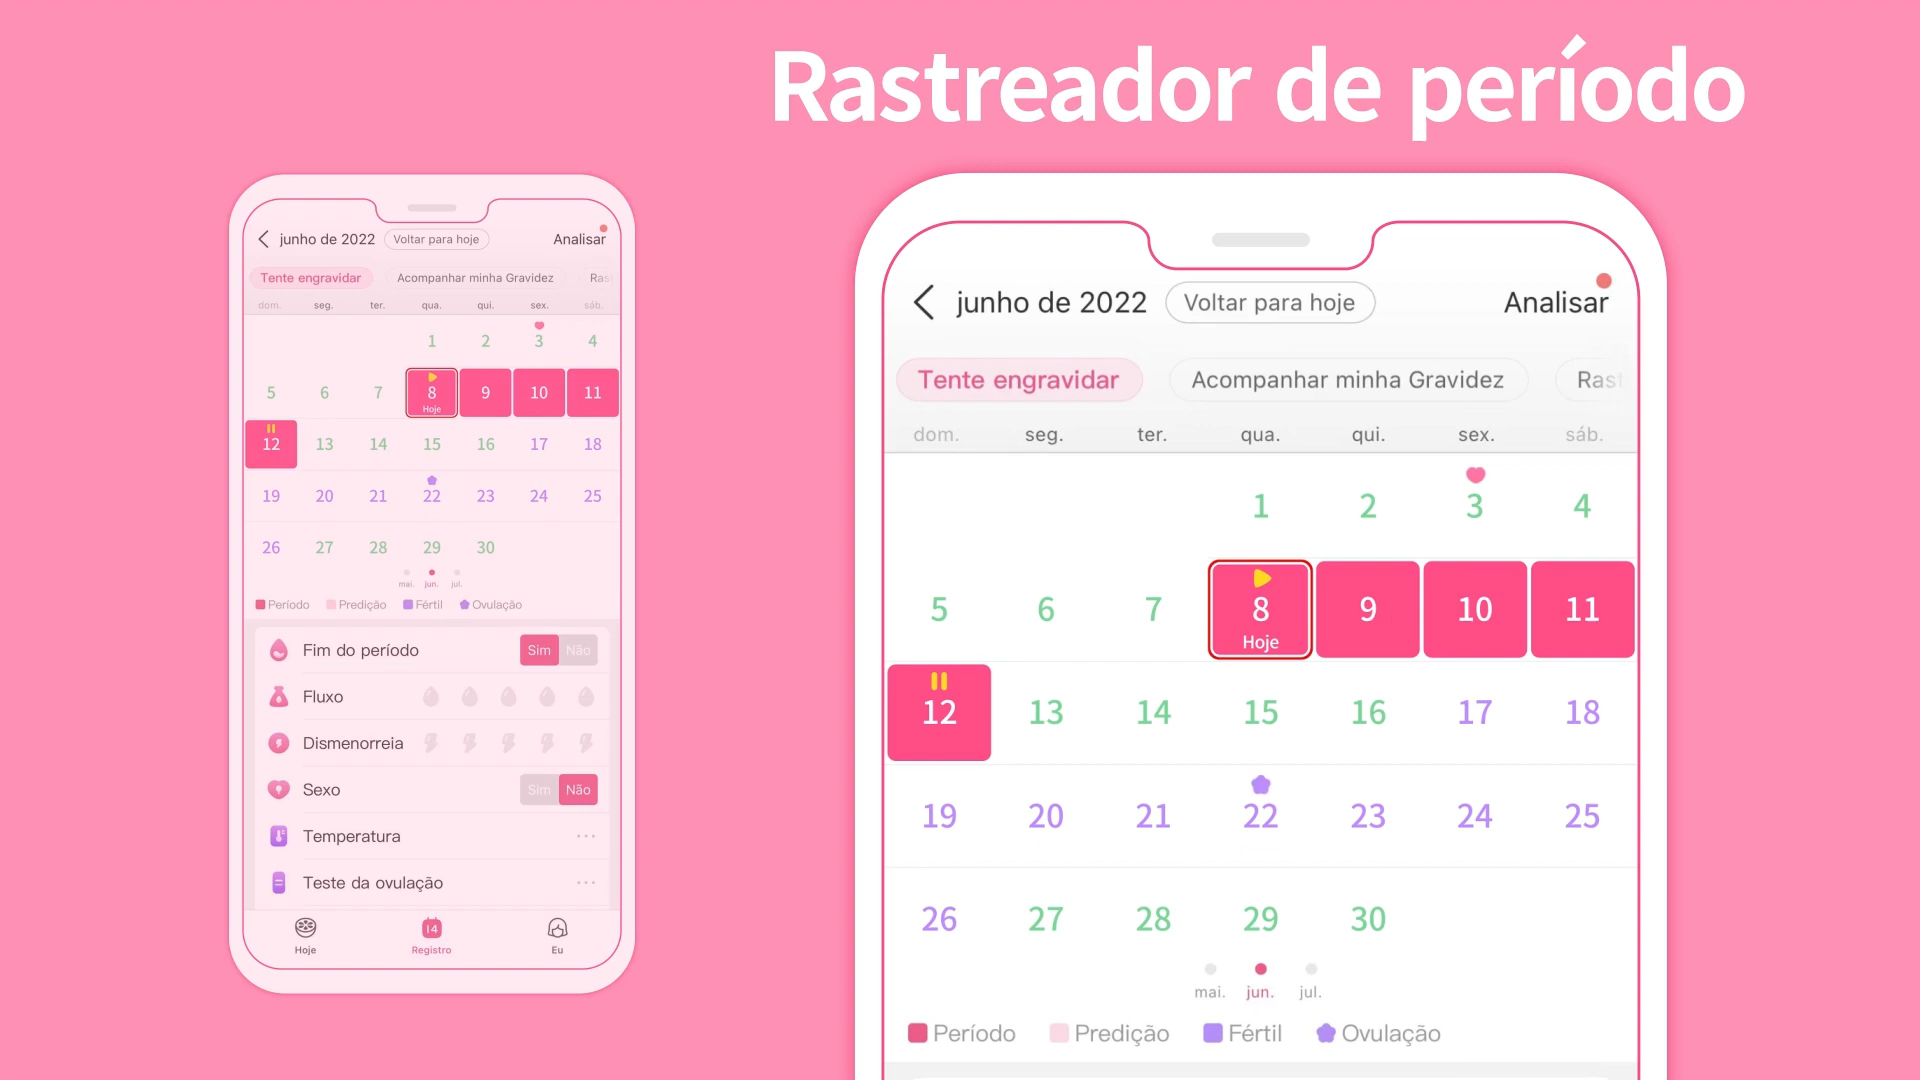 Rastreador de período
junho de 2022 Voltar para hoje Analisar
Tente engravidar Acompanhar minha Gravidez Ras
dom. seg. ter. qua. qui. sex. sáb.
1 2 3 4
5 6 7 8 9 10 11
Hoje
12 13 14 15 16 17 18
19 20 21 22 23 24 25
26 27 28 29 30
mai. jun. jul.
Período Predição Fértil Ovulação
Fim do período Sim Não
Fluxo
Dismenorreia
Sexo Sim Não
Temperatura
Teste da ovulação
14
Hoje Registro Eu
junho de 2022 Voltar para hoje Analisar
Tente engravidar Acompanhar minha Gravidez Rast
dom. seg. ter. qua. qui. sex. sáb.
1 2 3 4
5 6 7 8 9 10 11
Hoje
12 13 14 15 16 17 18
19 20 21 22 23 24 25
26 27 28 29 30
mai. jun. jul.
Período Predição Fértil Ovulação